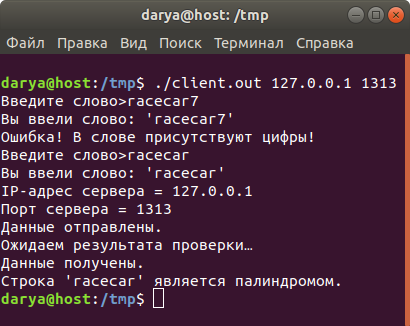 darya@host: /tmp
Файл Правка Вид Поиск Терминал Справка
darya@host:/tmp$ ./client.out 127.0.0.1 1313
Введите слово>racecar7
Вы ввели слово: 'racecar7'
Ошибка! В слове присутствуют цифры!
Введите слово>racecar
Вы ввели слово: 'racecar'
IP-адрес сервера = 127.0.0.1
Порт сервера = 1313
Данные отправлены.
Ожидаем результата проверки…
Данные получены.
Строка 'racecar' является палиндромом.
darya@host:/tmp$